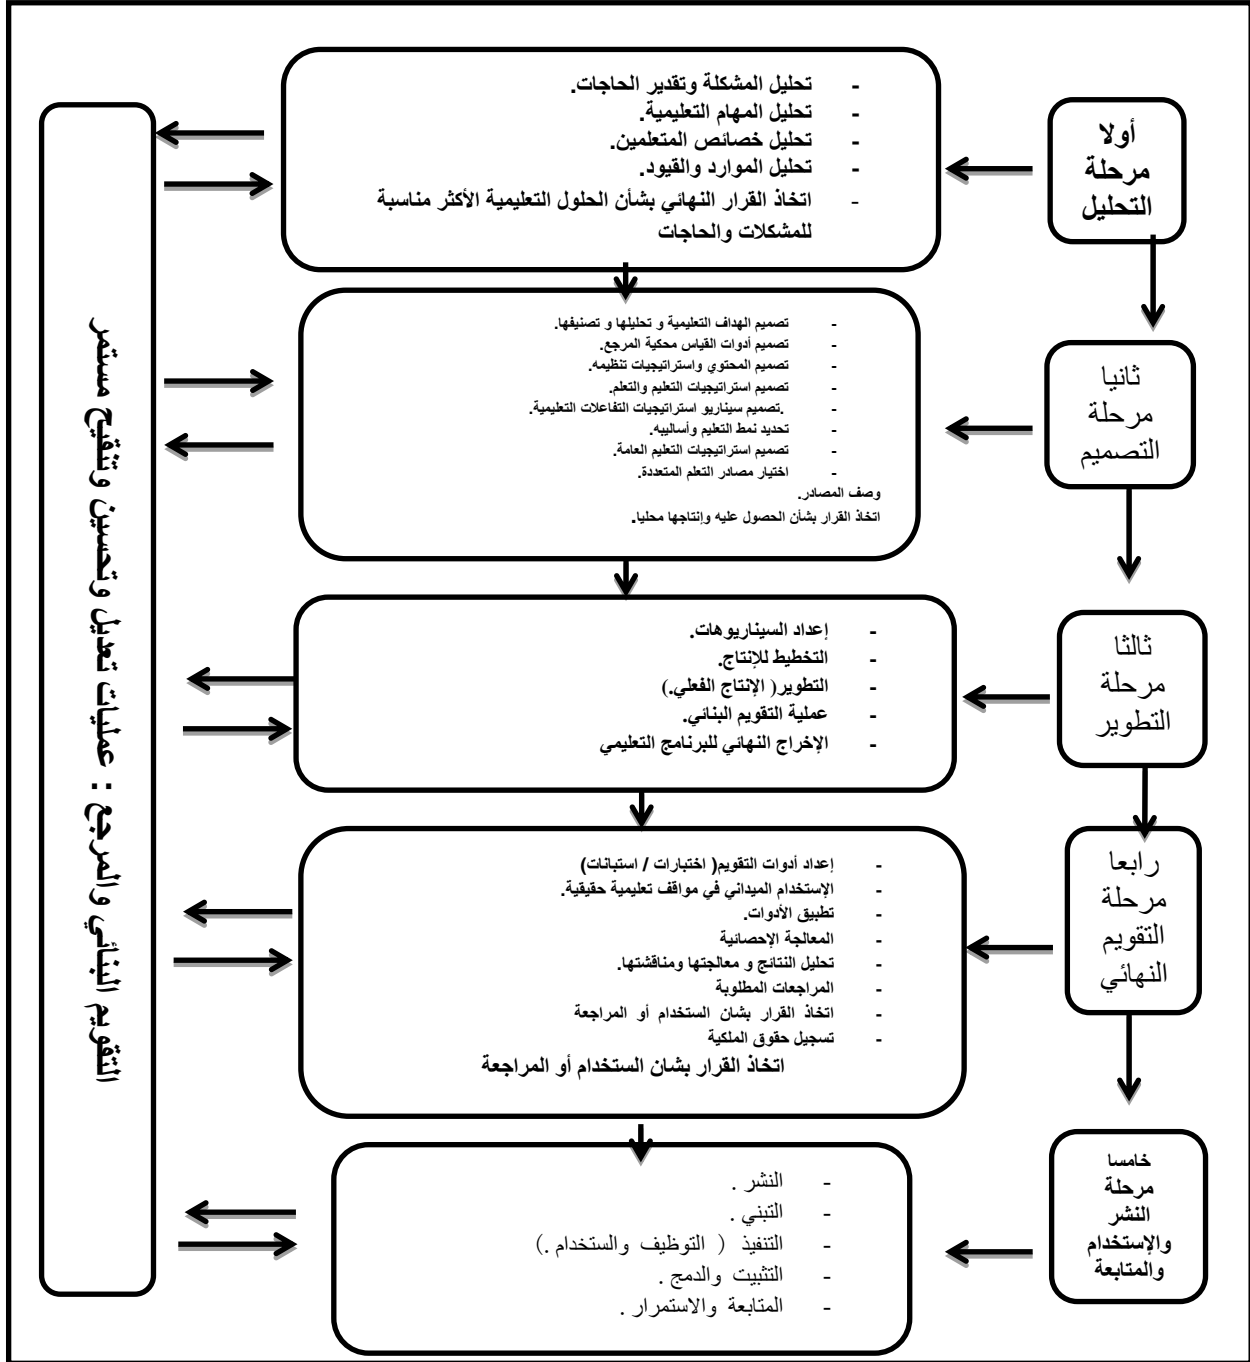 أولا
مرحلة
التحليل
- تحليل المشكلة وتقدير الحاجات.
- تحليل المهام التعليمية.
- تحليل خصائص المتعلمين.
- تحليل الموارد والقيود.
- اتخاذ القرار النهائي بشأن الحلول التعليمية الأكثر مناسبة
للمشكلات والحاجات
ثانيا
مرحلة
التصميم
- تصميم الهداف التعليمية و تحليلها و تصنيفها.
- تصميم أدوات القياس محكية المرجع.
- تصميم المحتوي واستراتيجيات تنظيمه.
- تصميم استراتيجيات التعليم والتعلم.
- .تصميم سيناريو استراتيجيات التفاعلات التعليمية.
- تحديد نمط التعليم وأساليبه.
- تصميم استراتيجيات التعليم العامة.
- اختيار مصادر التعلم المتعددة.
وصف المصادر.
اتخاذ القرار بشأن الحصول عليه وإنتاجها محليا.
ثالثا
مرحلة
التطوير
- إعداد السيناريوهات.
- التخطيط للإنتاج.
- التطوير( الإنتاج الفعلي.)
- عملية التقويم البنائي.
- الإخراج النهائي للبرنامج التعليمي
رابعا
مرحلة
التقويم
النهائي
- إعداد أدوات التقويم( اختبارات / استبانات)
- الإستخدام الميداني في مواقف تعليمية حقيقية.
- تطبيق الأدوات.
- المعالجة الإحصائية
- تحليل النتائج و معالجتها ومناقشتها.
- المراجعات المطلوبة
- اتخاذ القرار بشان الستخدام أو المراجعة
- تسجيل حقوق الملكية
اتخاذ القرار بشان الستخدام أو المراجعة
خامسا
مرحلة
النشر
والإستخدام
والمتابعة
- النشر .
- التبني .
- التنفيذ ( التوظيف والستخدام .)
- التثبيت والدمج .
- المتابعة والاستمرار .
التقويم البنائي والمرجع : عمليات تعديل وتحسين وتنقيح مستمر